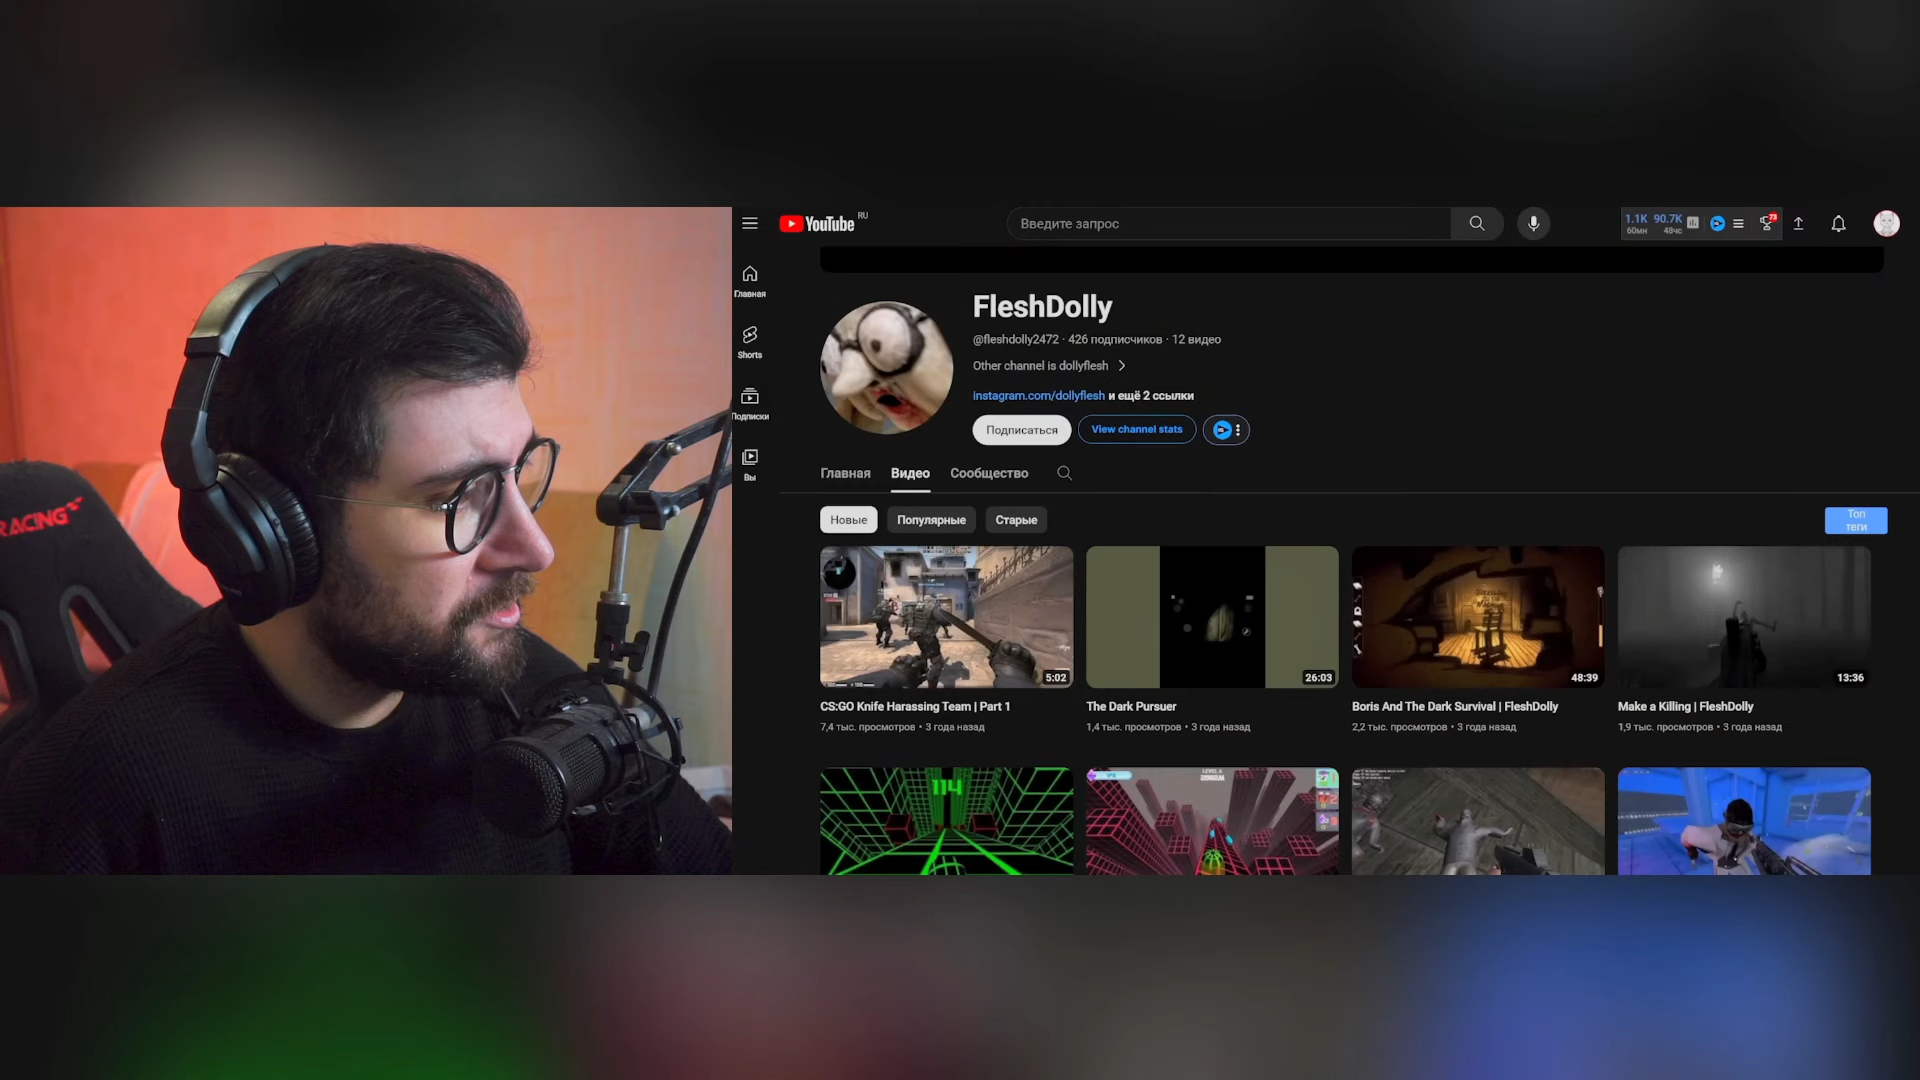 RACING
YouTube RU
Введите запрос
1.1K 90.7K
60мн 48чс
73
Главная
Shorts
Подписки
Вы
FleshDolly
@fleshdolly2472 · 426 подписчиков · 12 видео
Other channel is dollyflesh
instagram.com/dollyflesh и ещё 2 ссылки
Подписаться
View channel stats
Главная Видео Сообщество
Новые Популярные Старые
Топ
теги
5:02
26:03
48:39
13:36
CS:GO Knife Harassing Team | Part 1
7,4 тыс. просмотров • 3 года назад
The Dark Pursuer
1,4 тыс. просмотров • 3 года назад
Boris And The Dark Survival | FleshDolly
2,2 тыс. просмотров • 3 года назад
Make a Killing | FleshDolly
1,9 тыс. просмотров • 3 года назад
114